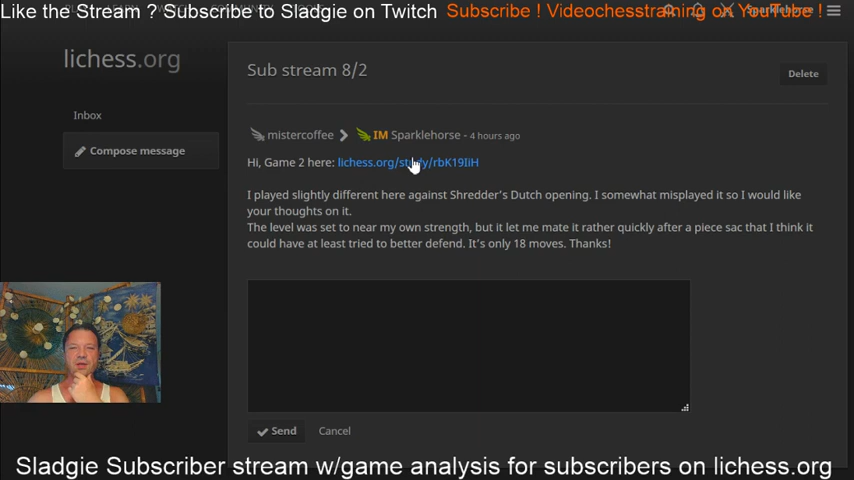 Like the Stream ? Subscribe to Sladgie on Twitch Subscribe ! Videochesstraining on YouTube !
lichess.org
Sub stream 8/2
Delete
Inbox
Compose message
mistercoffee IM Sparklehorse - 4 hours ago
Hi, Game 2 here: lichess.org/study/rbK19IiH
I played slightly different here against Shredder's Dutch opening. I somewhat misplayed it so I would like
your thoughts on it.
The level was set to near my own strength, but it let me mate it rather quickly after a piece sac that I think it
could have at least tried to better defend. It's only 18 moves. Thanks!
Send Cancel
Sladgie Subscriber stream w/game analysis for subscribers on lichess.org